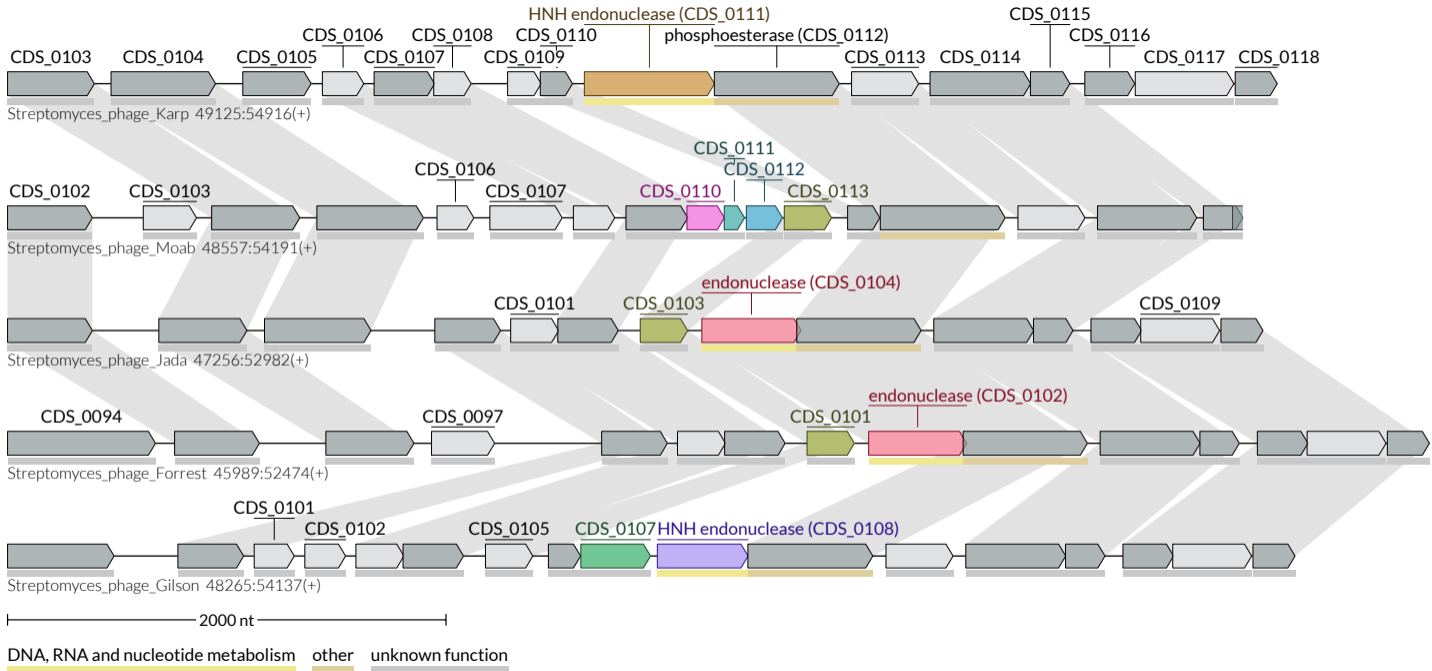 HNH endonuclease (CDS_0111)
CDS_0115
CDS_0106 CDS_0108 CDS_0110 phosphoesterase (CDS_0112) CDS_0116
CDS_0103 CDS_0104 CDS_0105 CDS_0107 CDS_0109 CDS_0113 CDS_0114 CDS_0117 CDS_0118
Streptomyces_phage_Karp 49125:54916(+)
CDS_0111
CDS_0106 CDS_0112
CDS_0102 CDS_0103 CDS_0107 CDS_0110 CDS_0113
Streptomyces_phage_Moab 48557:54191(+)
endonuclease (CDS_0104)
CDS_0101 CDS_0103 CDS_0109
Streptomyces_phage_Jada 47256:52982(+)
endonuclease (CDS_0102)
CDS_0094 CDS_0097 CDS_0101
Streptomyces_phage_Forrest 45989:52474(+)
CDS_0101
CDS_0102 CDS_0105 CDS_0107 HNH endonuclease (CDS_0108)
Streptomyces_phage_Gilson 48265:54137(+)
2000 nt
DNA, RNA and nucleotide metabolism other unknown function